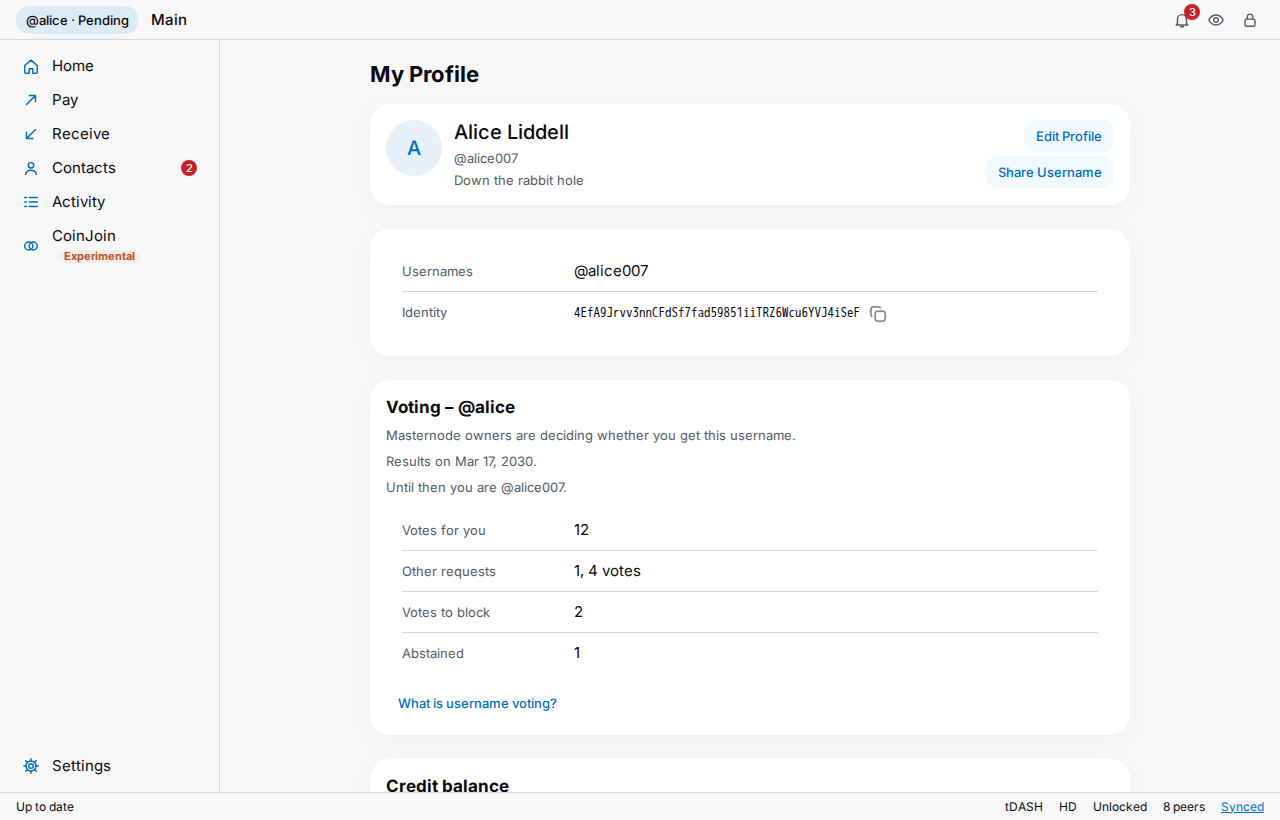 @alice · Pending Main 3
Home
Pay
Receive
Contacts 2
Activity
CoinJoin
Experimental
Settings
My Profile
A
Alice Liddell
@alice007
Down the rabbit hole
Edit Profile
Share Username
Usernames @alice007
Identity 4EfA9Jrvv3nnCFdSf7fad59851iiTRZ6Wcu6YVJ4iSeF
Voting – @alice
Masternode owners are deciding whether you get this username.
Results on Mar 17, 2030.
Until then you are @alice007.
Votes for you 12
Other requests 1, 4 votes
Votes to block 2
Abstained 1
What is username voting?
Credit balance
Up to date tDASH HD Unlocked 8 peers Synced